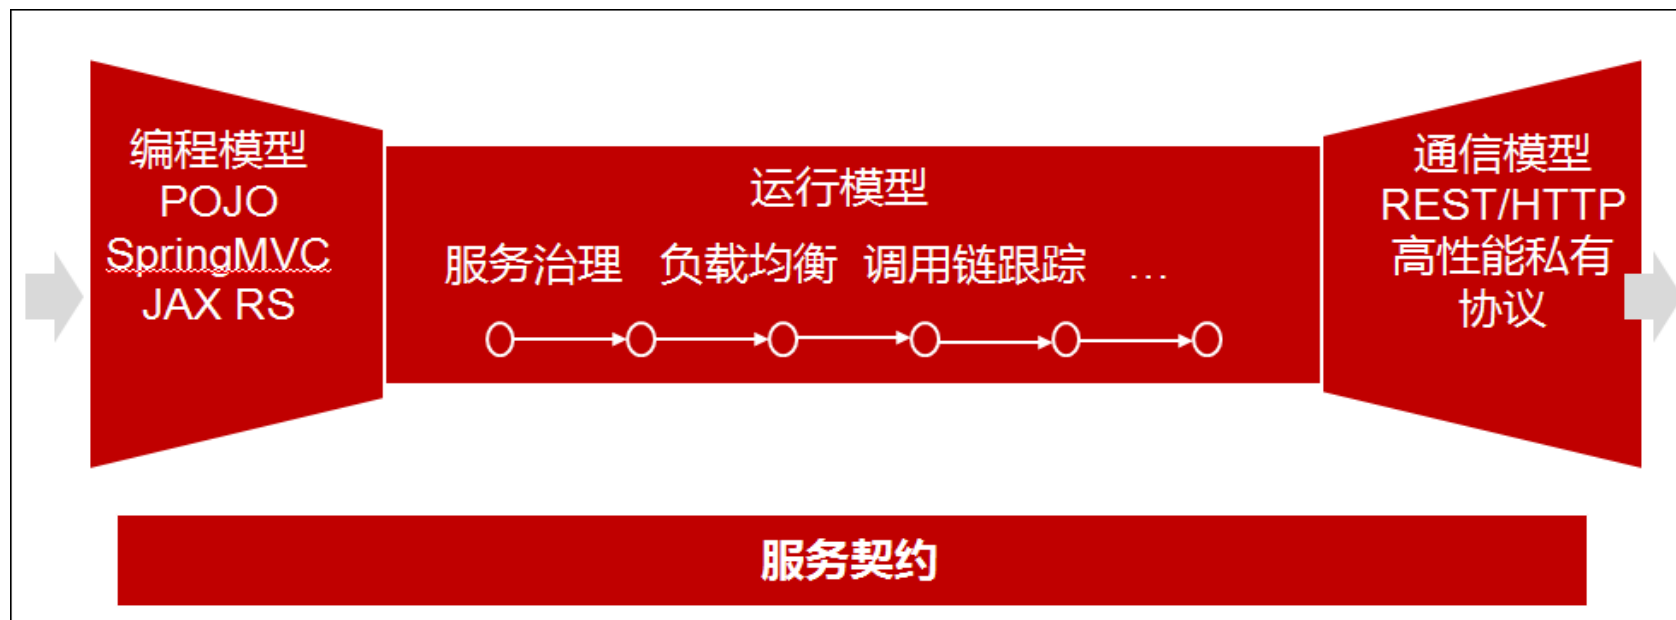 编程模型
POJO
SpringMVC
JAX RS
运行模型
服务治理 负载均衡 调用链跟踪 …
通信模型
REST/HTTP
高性能私有
协议
服务契约